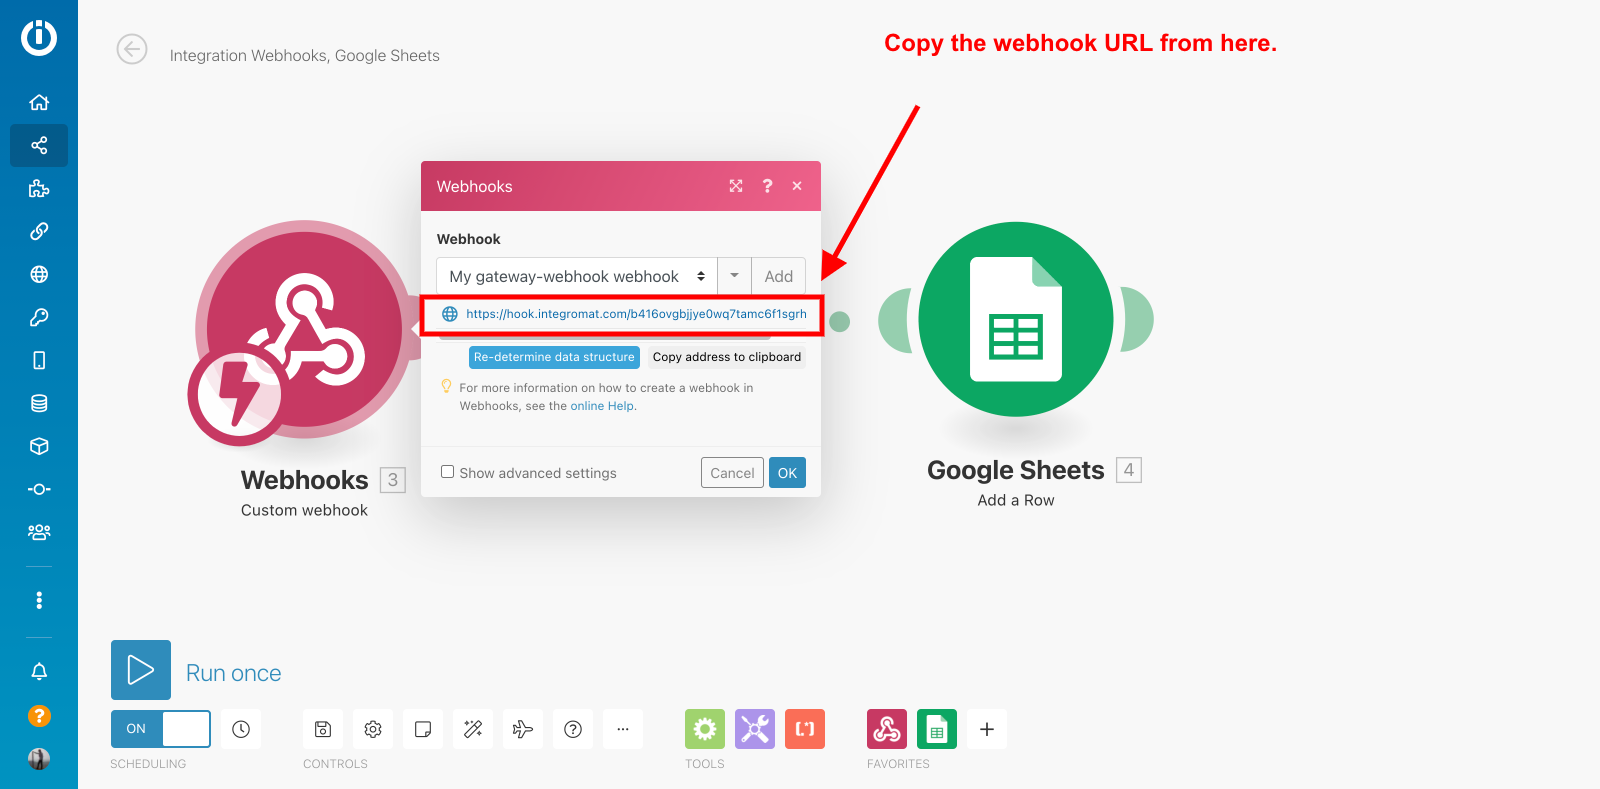 Copy the webhook URL from here.
Integration Webhooks, Google Sheets
Webhooks
Webhook
My gateway-webhook webhook
Add
https://hook.integromat.com/b416ovgbjjye0wq7tamc6f1sgrh
Re-determine data structure Copy address to clipboard
For more information on how to create a webhook in
Webhooks, see the online Help.
Show advanced settings Cancel OK
Webhooks 3
Custom webhook
Google Sheets 4
Add a Row
Run once
ON
SCHEDULING
CONTROLS
TOOLS
FAVORITES